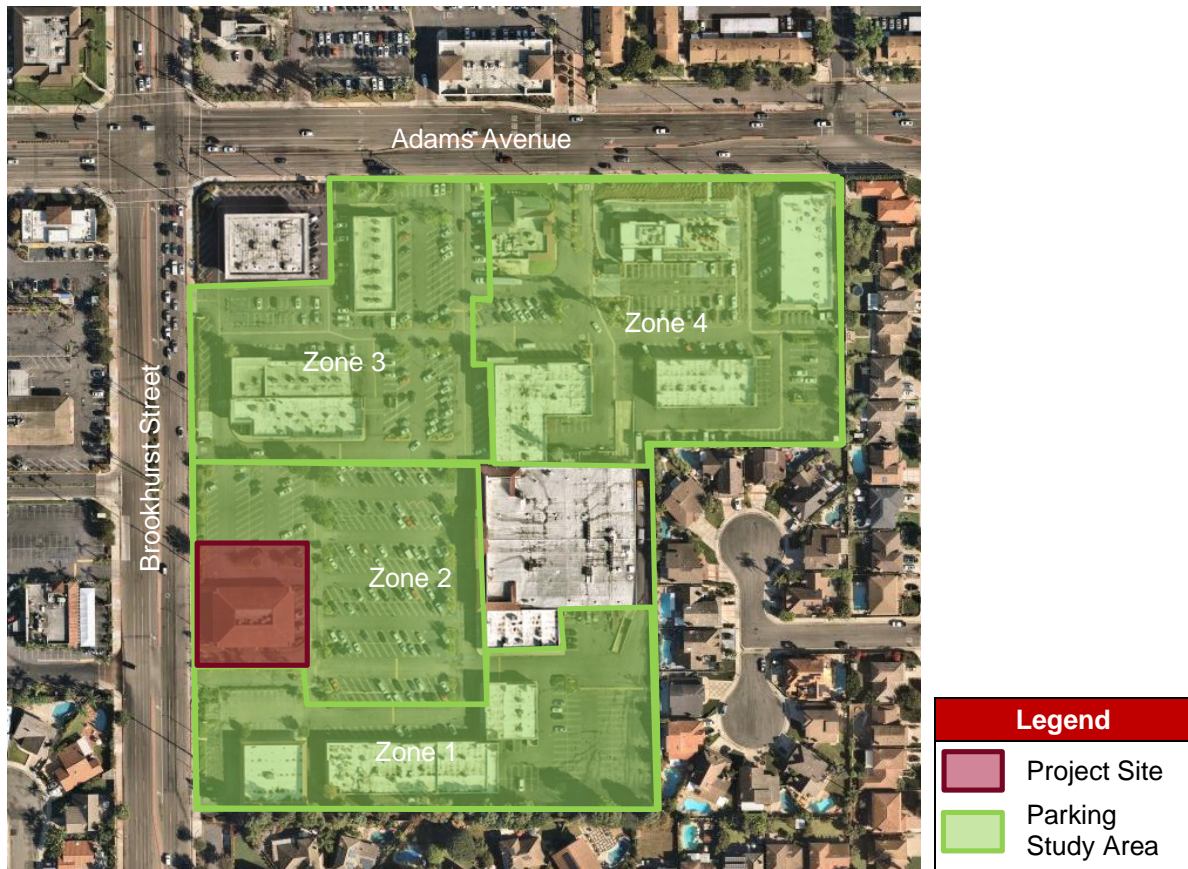 Adams Avenue
Brookhurst Street
Zone 4
Zone 3
Zone 2
Zone 1
Legend
Project Site
Parking
Study Area